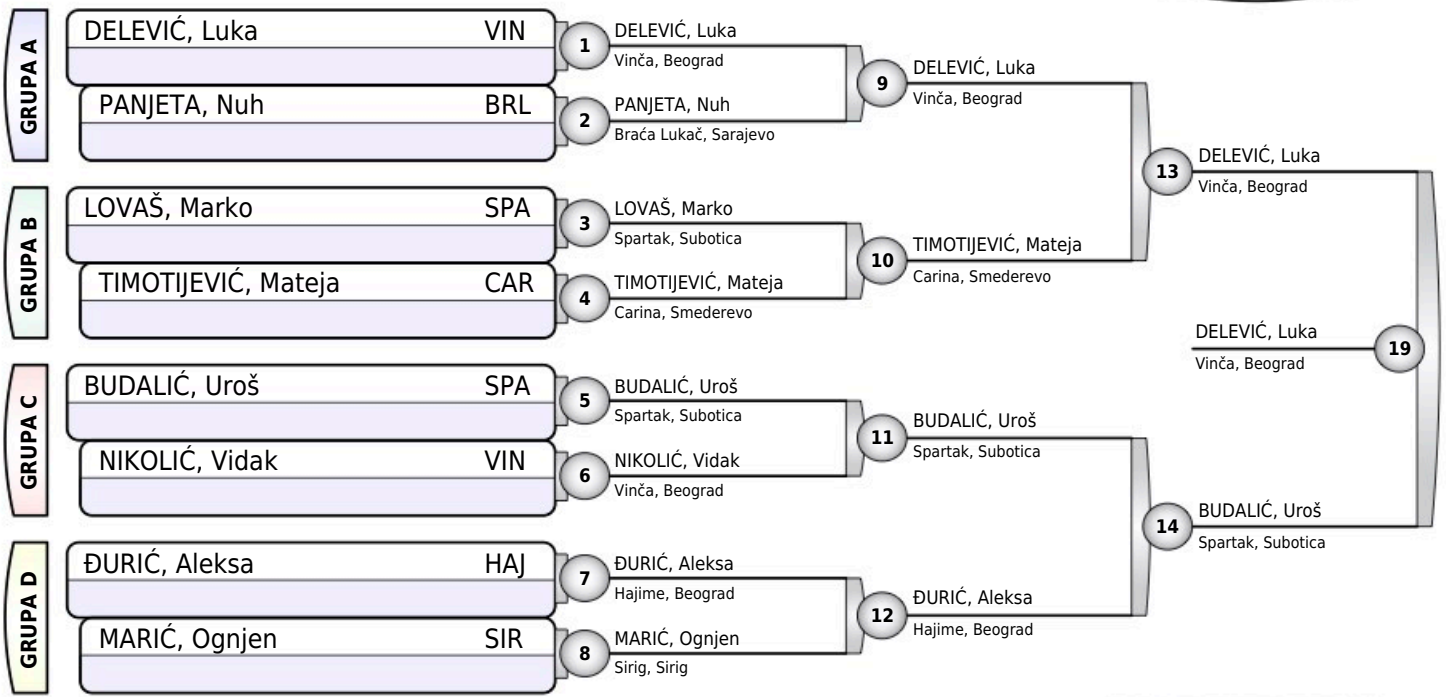 GRUPA A
DELEVIĆ, Luka VIN
PANJETA, Nuh BRL
1
DELEVIĆ, Luka
Vinča, Beograd
2
PANJETA, Nuh
Braća Lukač, Sarajevo
9
DELEVIĆ, Luka
Vinča, Beograd
GRUPA B
LOVAŠ, Marko SPA
TIMOTIJEVIĆ, Mateja CAR
3
LOVAŠ, Marko
Spartak, Subotica
4
TIMOTIJEVIĆ, Mateja
Carina, Smederevo
10
TIMOTIJEVIĆ, Mateja
Carina, Smederevo
13
DELEVIĆ, Luka
Vinča, Beograd
GRUPA C
BUDALIĆ, Uroš SPA
NIKOLIĆ, Vidak VIN
5
BUDALIĆ, Uroš
Spartak, Subotica
6
NIKOLIĆ, Vidak
Vinča, Beograd
11
BUDALIĆ, Uroš
Spartak, Subotica
GRUPA D
ĐURIĆ, Aleksa HAJ
MARIĆ, Ognjen SIR
7
ĐURIĆ, Aleksa
Hajime, Beograd
8
MARIĆ, Ognjen
Sirig, Sirig
12
ĐURIĆ, Aleksa
Hajime, Beograd
14
BUDALIĆ, Uroš
Spartak, Subotica
DELEVIĆ, Luka
Vinča, Beograd
19